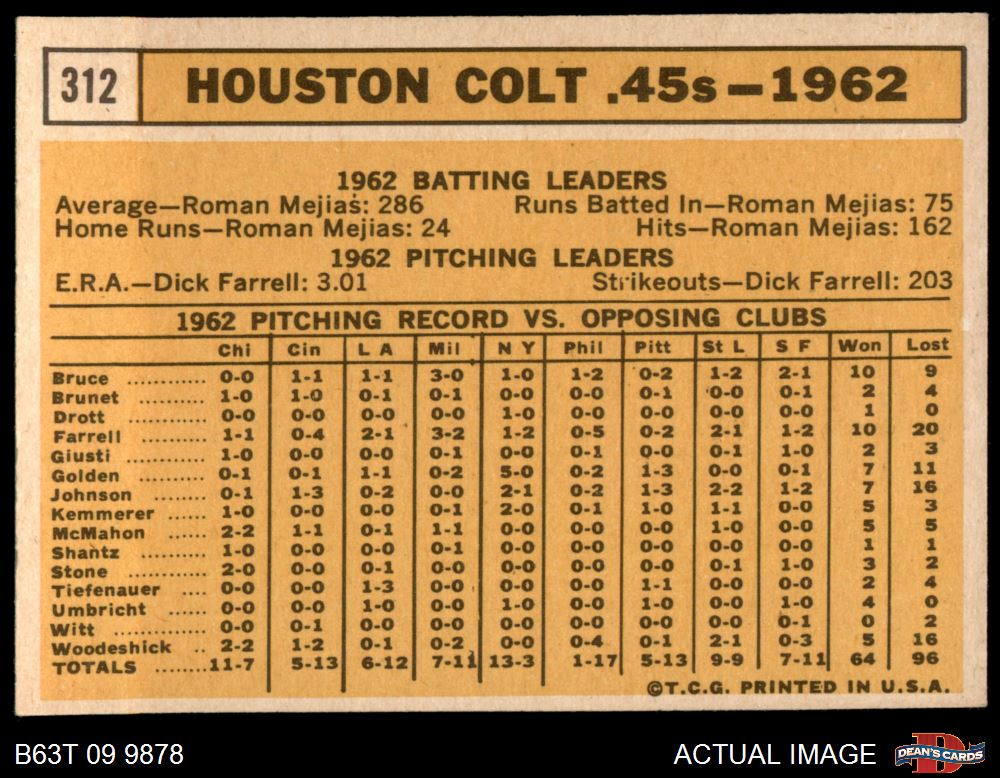 312 HOUSTON COLT .45s—1962
1962 BATTING LEADERS
Average—Roman Mejias: 286 Runs Batted In—Roman Mejias: 75
Home Runs—Roman Mejias: 24 Hits—Roman Mejias: 162
1962 PITCHING LEADERS
E.R.A.—Dick Farrell: 3.01 Strikeouts—Dick Farrell: 203
1962 PITCHING RECORD VS. OPPOSING CLUBS
Chi Cin L A Mil N Y Phil Pitt St L S F Won Lost
Bruce ............ 0-0 1-1 1-1 3-0 1-0 1-2 0-2 1-2 2-1 10 9
Brunet .......... 1-0 1-0 0-1 0-1 0-0 0-0 0-1 0-0 0-1 2 4
Drott ............ 0-0 0-0 0-0 0-0 1-0 0-0 0-0 0-0 0-0 1 0
Farrell .......... 1-1 0-4 2-1 3-2 1-2 0-5 0-2 2-1 1-2 10 20
Giusti ............ 1-0 0-0 0-0 0-1 0-0 0-1 0-0 0-1 1-0 2 3
Golden .......... 0-1 0-1 1-1 0-2 5-0 0-2 1-3 0-0 0-1 7 11
Johnson ........ 0-1 1-3 0-2 0-0 2-1 0-2 1-3 2-2 1-2 7 16
Kemmerer ...... 1-0 0-0 0-0 0-1 2-0 0-1 1-0 1-1 0-0 5 3
McMahon ...... 2-2 1-1 0-1 1-1 0-0 0-0 0-0 1-0 0-0 5 5
Shantz .......... 1-0 0-0 0-0 0-1 0-0 0-0 0-0 0-0 0-0 1 1
Stone ............ 2-0 0-0 0-1 0-0 0-0 0-0 0-0 0-1 1-0 3 2
Tiefenauer .... 0-0 0-0 1-3 0-0 0-0 0-0 1-1 0-0 0-0 2 4
Umbricht ...... 0-0 0-0 1-0 0-0 1-0 0-0 1-0 0-0 1-0 4 0
Witt .............. 0-0 0-1 0-0 0-0 0-0 0-0 0-0 0-0 0-1 0 2
Woodeshick .. 2-2 1-2 0-1 0-2 0-0 0-4 0-1 2-1 0-3 5 16
TOTALS ........ 11-7 5-13 6-12 7-11 13-3 1-17 5-13 9-9 7-11 64 96
©T.C.G. PRINTED IN U.S.A.
B63T 09 9878 ACTUAL IMAGE DEAN'S CARDS